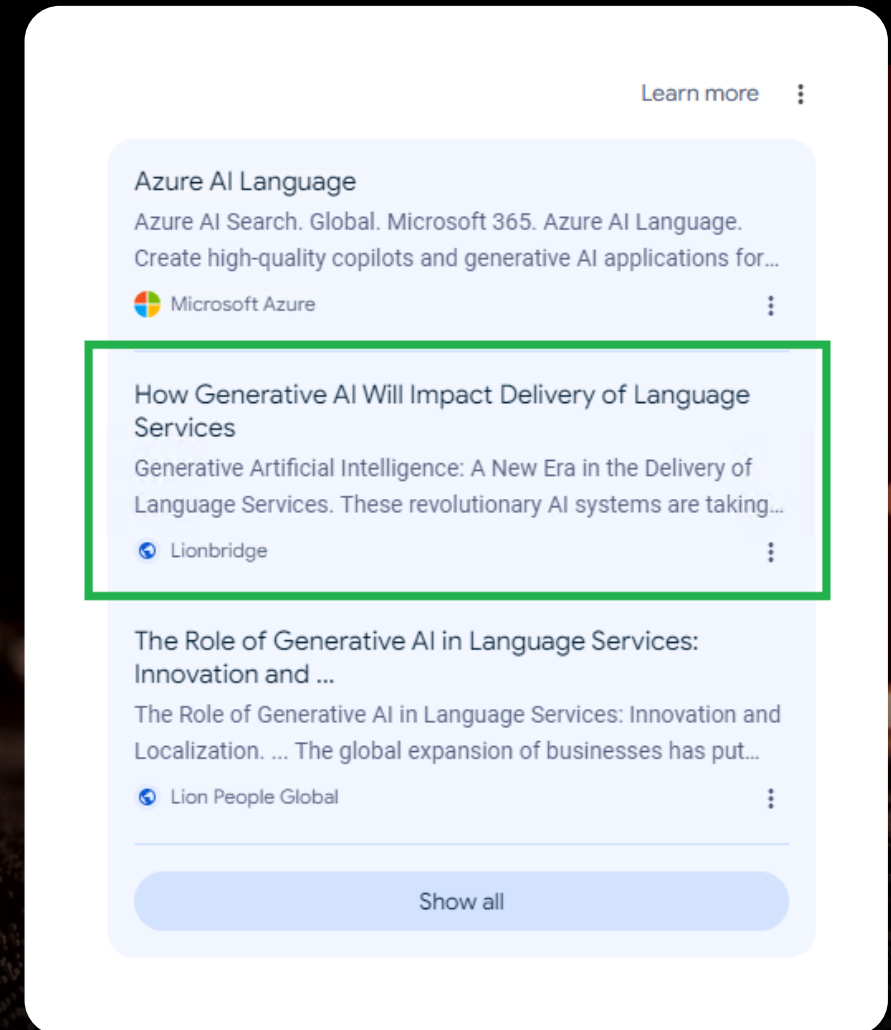 Learn more
Azure AI Language
Azure AI Search. Global. Microsoft 365. Azure AI Language.
Create high-quality copilots and generative AI applications for...
Microsoft Azure
How Generative AI Will Impact Delivery of Language
Services
Generative Artificial Intelligence: A New Era in the Delivery of
Language Services. These revolutionary AI systems are taking...
Lionbridge
The Role of Generative AI in Language Services:
Innovation and ...
The Role of Generative AI in Language Services: Innovation and
Localization. ... The global expansion of businesses has put...
Lion People Global
Show all